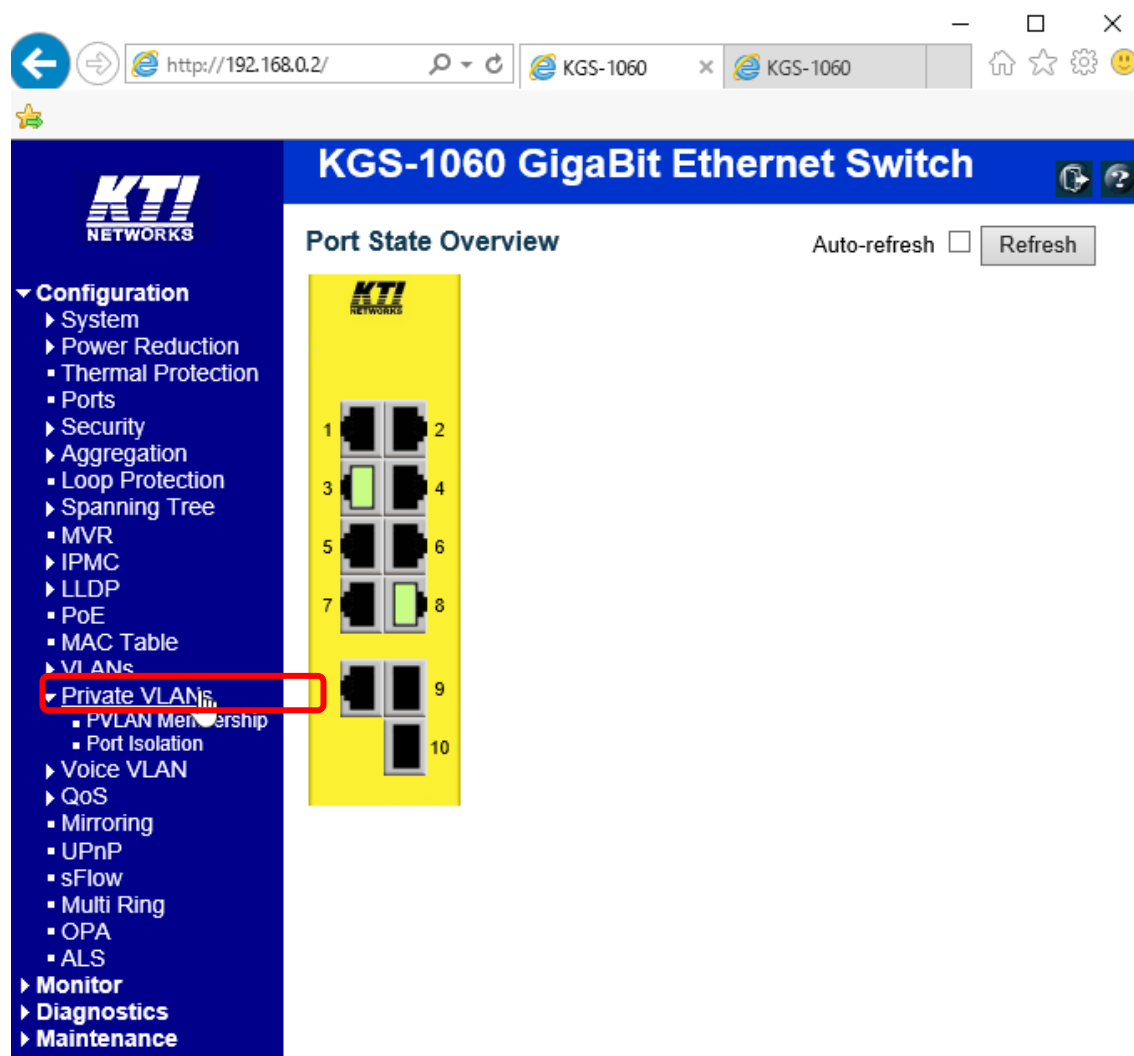 http://192.168.0.2/
KGS-1060
KGS-1060
KTI
NETWORKS
KGS-1060 GigaBit Ethernet Switch
Port State Overview
Auto-refresh
Refresh
Configuration
System
Power Reduction
Thermal Protection
Ports
Security
Aggregation
Loop Protection
Spanning Tree
MVR
IPMC
LLDP
PoE
MAC Table
VLANs
Private VLANs
PVLAN Membership
Port Isolation
Voice VLAN
QoS
Mirroring
UPnP
sFlow
Multi Ring
OPA
ALS
Monitor
Diagnostics
Maintenance
KTI
NETWORKS
1 2
3 4
5 6
7 8
9
10